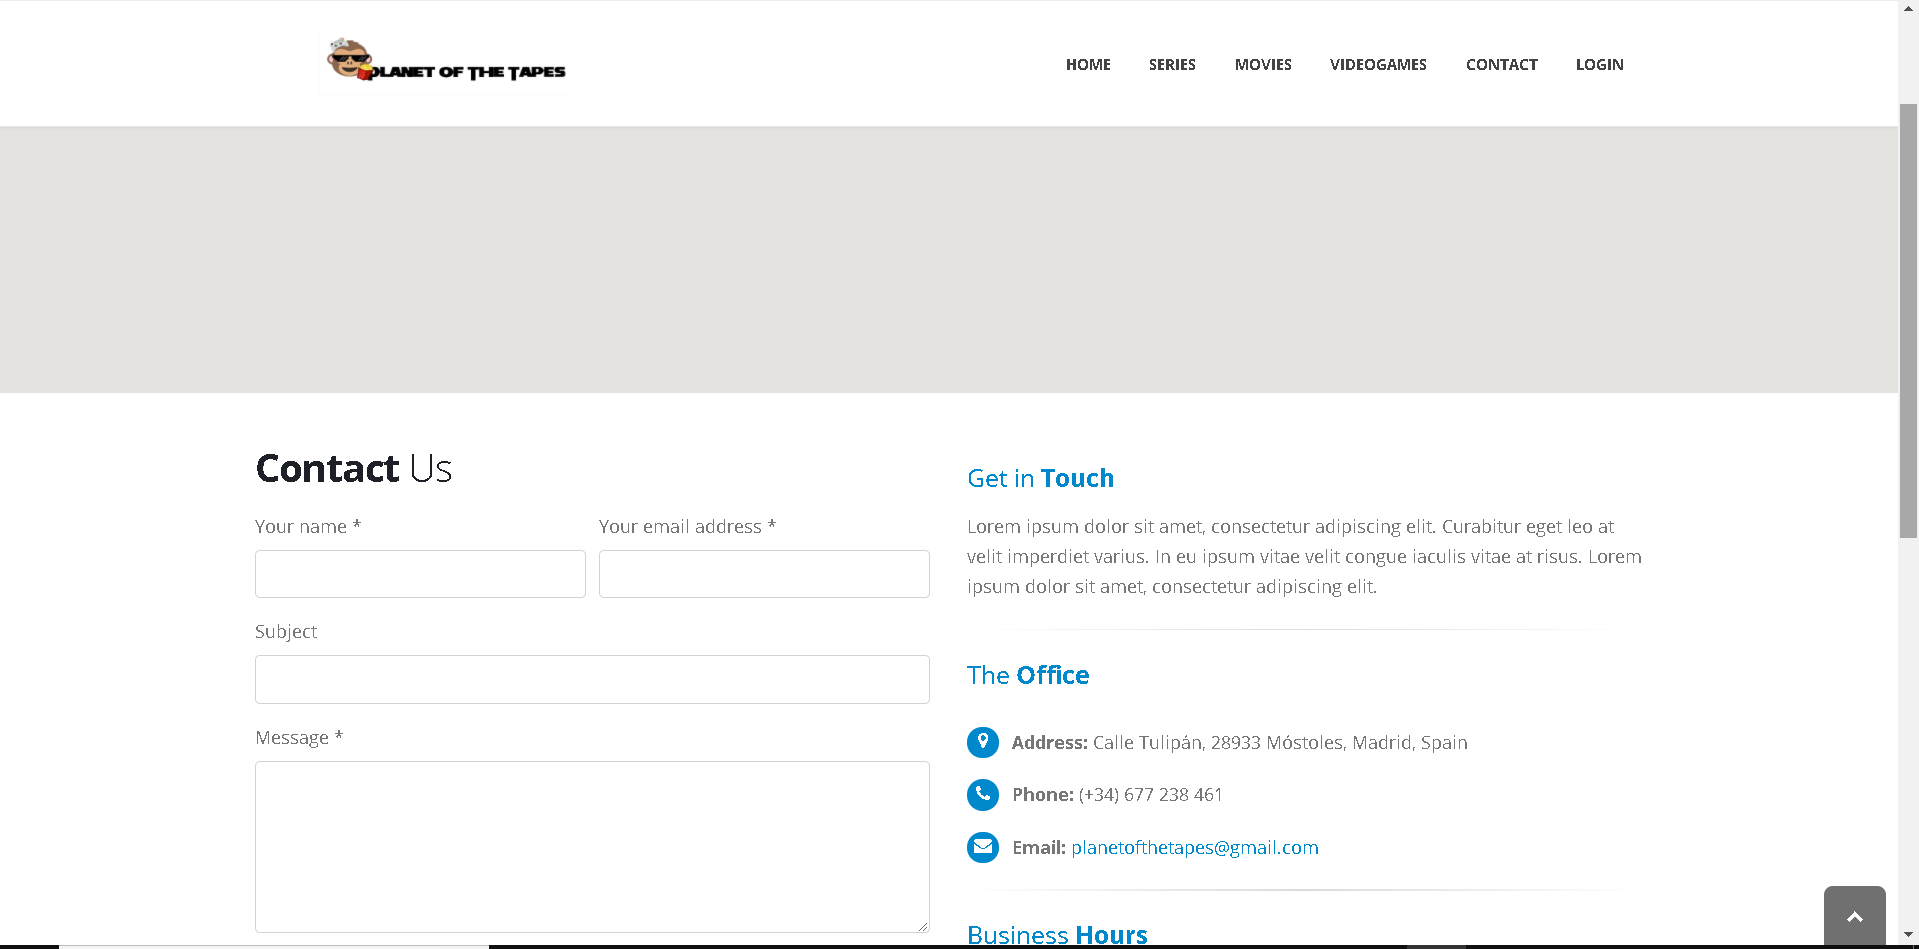 PLANET OF THE TAPES
HOME SERIES MOVIES VIDEOGAMES CONTACT LOGIN
Contact Us
Your name *
Your email address *
Subject
Message *
Get in Touch
Lorem ipsum dolor sit amet, consectetur adipiscing elit. Curabitur eget leo at
velit imperdiet varius. In eu ipsum vitae velit congue iaculis vitae at risus. Lorem
ipsum dolor sit amet, consectetur adipiscing elit.
The Office
Address: Calle Tulipán, 28933 Móstoles, Madrid, Spain
Phone: (+34) 677 238 461
Email: planetofthetapes@gmail.com
Business Hours